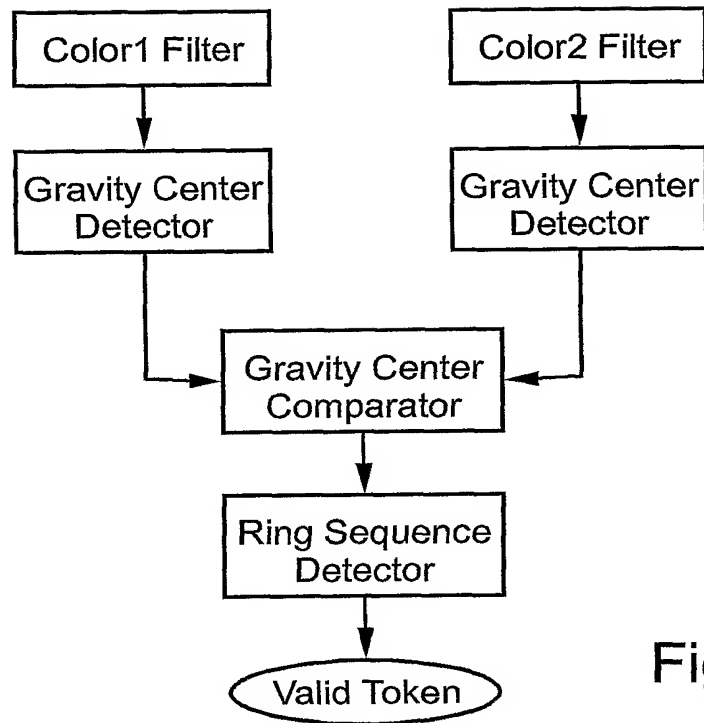 Color1 Filter
Color2 Filter
Gravity Center
Detector
Gravity Center
Detector
Gravity Center
Comparator
Ring Sequence
Detector
Valid Token